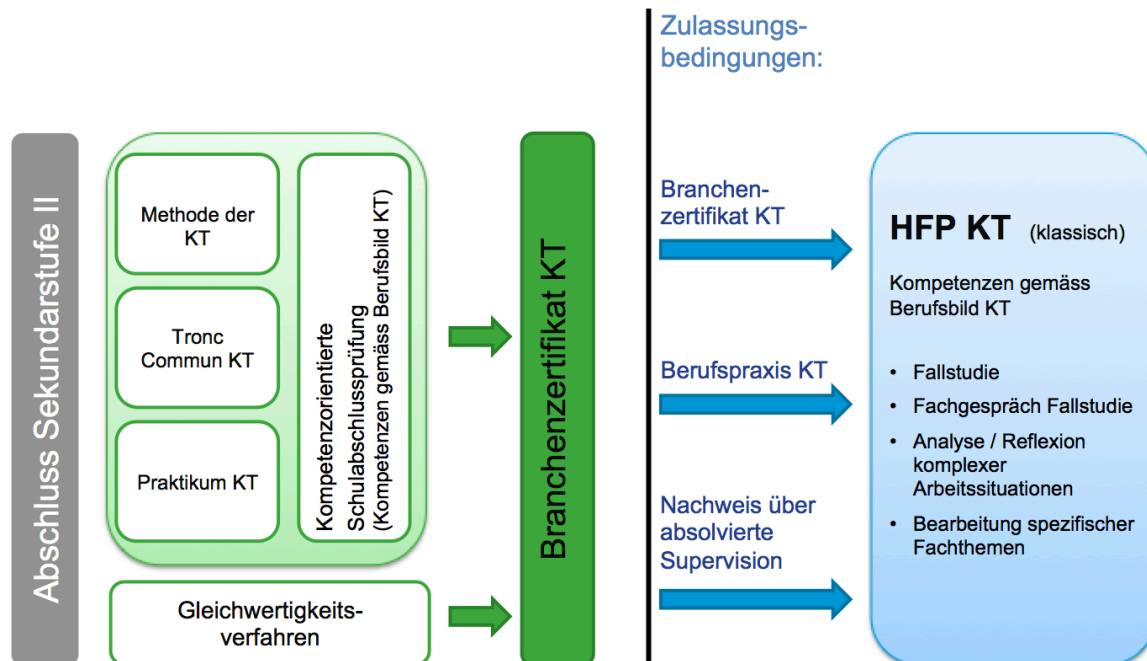 Abschluss Sekundarstufe II
Methode der
KT
Tronc
Commun KT
Praktikum KT
Kompetenzorientierte
Schulabschlussprüfung
(Kompetenzen gemäss Berufsbild KT)
Gleichwertigkeits-
verfahren
Branchenzertifikat KT
Zulassungs-
bedingungen:
Branchen-
zertifikat KT
Berufspraxis KT
Nachweis über
absolvierte
Supervision
HFP KT (klassisch)
Kompetenzen gemäss
Berufsbild KT
• Fallstudie
• Fachgespräch Fallstudie
• Analyse / Reflexion
komplexer
Arbeitssituationen
• Bearbeitung spezifischer
Fachthemen